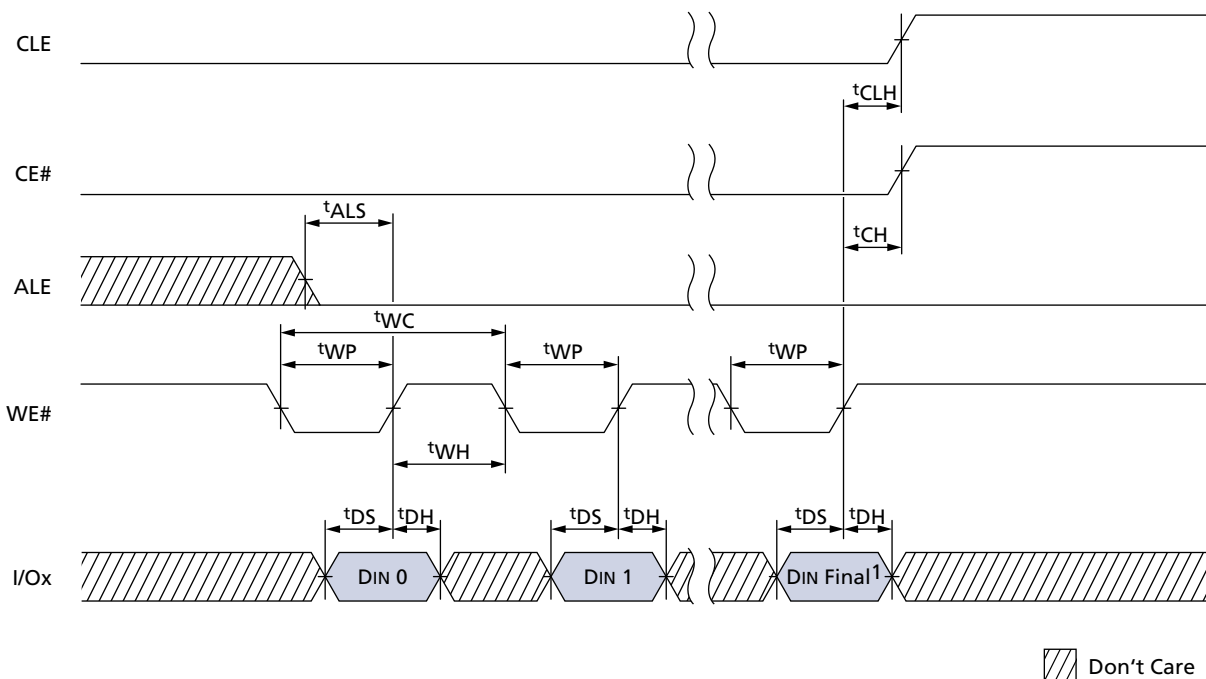 CLE
tCLH
CE#
tALS
tCH
ALE
tWC
tWP tWP tWP
WE#
tWH
tDS tDH tDS tDH tDS tDH
I/Ox DIN 0 DIN 1 DIN Final1
Don't Care